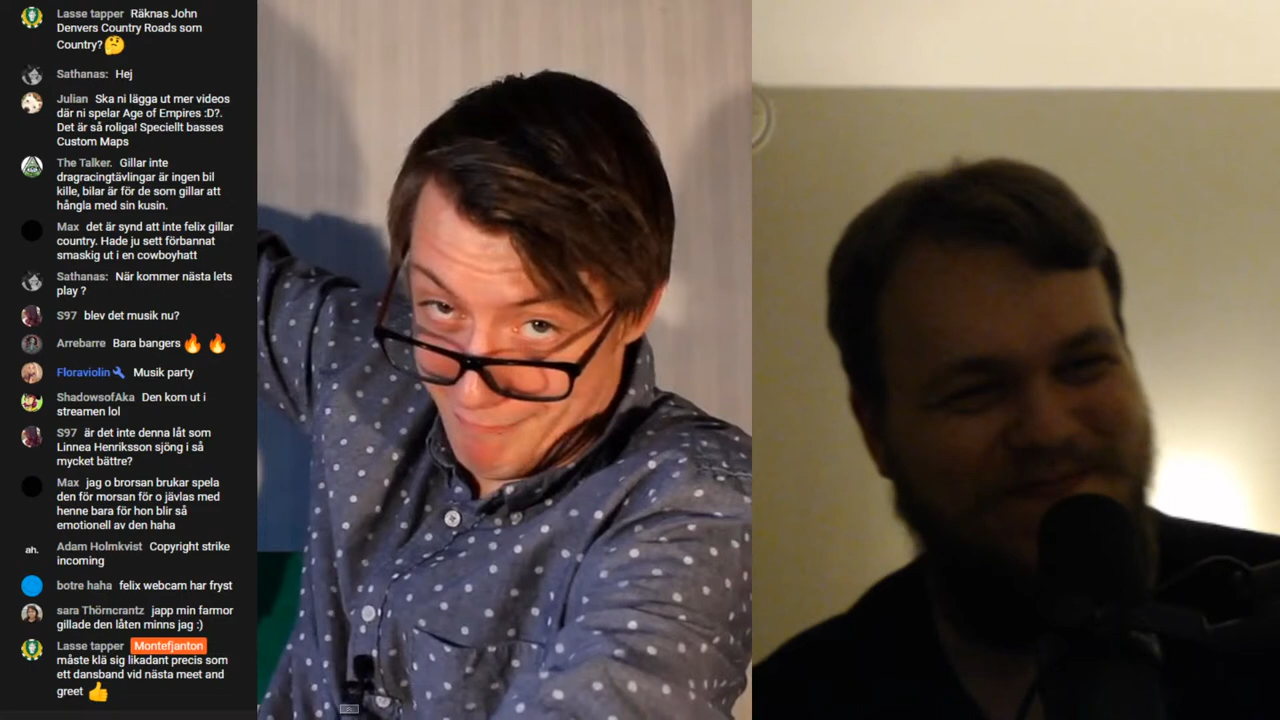 Lasse tapper Räknas John
Denvers Country Roads som
Country?🤔
Sathanas: Hej
Julian Ska ni lägga ut mer videos
där ni spelar Age of Empires :D?.
Det är så roliga! Speciellt basses
Custom Maps
The Talker. Gillar inte
dragracingtävlingar är ingen bil
kille, bilar är för de som gillar att
hångla med sin kusin.
Max det är synd att inte felix gillar
country. Hade ju sett förbannat
smaskig ut i en cowboyhatt
Sathanas: När kommer nästa lets
play ?
S97 blev det musik nu?
Arrebarre Bara bangers🔥🔥
Floraviolin Musik party
ShadowsofAka Den kom ut i
streamen lol
S97 är det inte denna låt som
Linnea Henriksson sjöng i så
mycket bättre?
Max jag o brorsan brukar spela
den för morsan för o jävlas med
henne bara för hon blir så
emotionell av den haha
ah. Adam Holmkvist Copyright strike
incoming
botre haha felix webcam har fryst
sara Thörncrantz japp min farmor
gillade den låten minns jag :)
Lasse tapper Montefjanton
måste klä sig likadant precis som
ett dansband vid nästa meet and
greet 👍